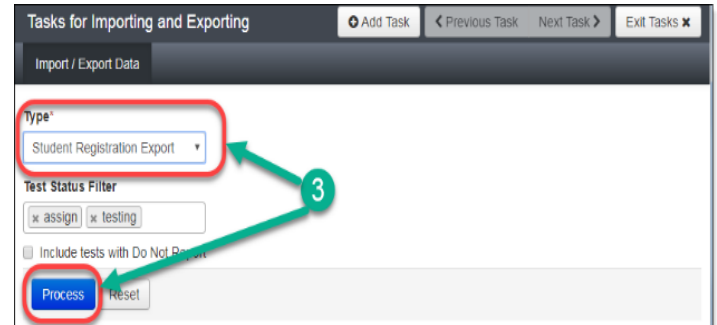 Tasks for Importing and Exporting Add Task Previous Task Next Task Exit Tasks x
Import / Export Data
Type*
Student Registration Export
3
Test Status Filter
x assign x testing
Include tests with Do Not Report
Process Reset